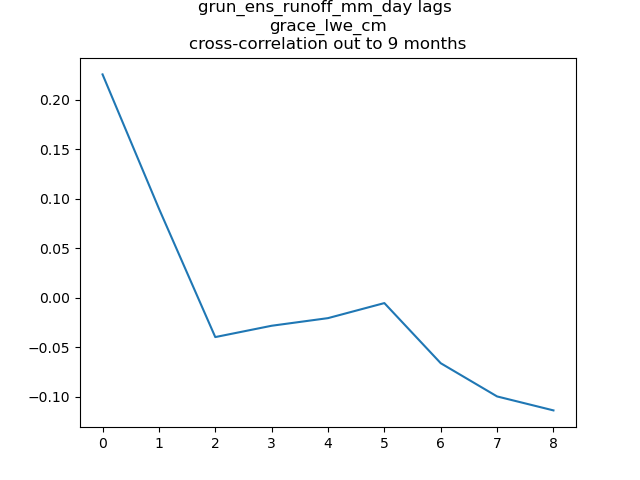 grun_ens_runoff_mm_day lags
grace_lwe_cm
cross-correlation out to 9 months
0.20
0.15
0.10
0.05
0.00
−0.05
−0.10
0 1 2 3 4 5 6 7 8